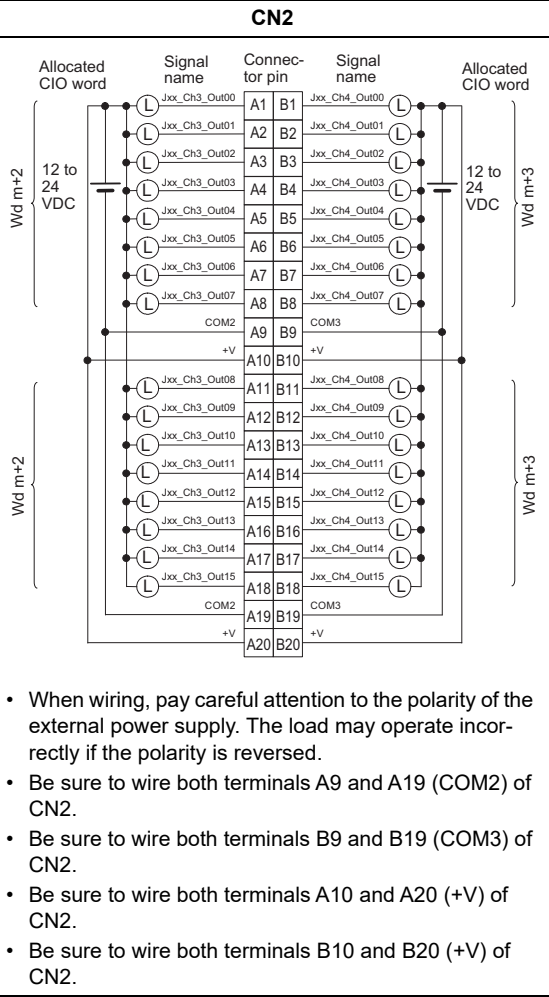 CN2
Allocated CIO word
Signal name
Connec-tor pin
Signal name
Allocated CIO word
Jxx_Ch3_Out00 A1 B1 Jxx_Ch4_Out00
L L
Jxx_Ch3_Out01 A2 B2 Jxx_Ch4_Out01
L L
Jxx_Ch3_Out02 A3 B3 Jxx_Ch4_Out02
L L
Jxx_Ch3_Out03 A4 B4 Jxx_Ch4_Out03
L L
Jxx_Ch3_Out04 A5 B5 Jxx_Ch4_Out04
L L
Jxx_Ch3_Out05 A6 B6 Jxx_Ch4_Out05
L L
Jxx_Ch3_Out06 A7 B7 Jxx_Ch4_Out06
L L
Jxx_Ch3_Out07 A8 B8 Jxx_Ch4_Out07
L L
Wd m+2
12 to 24 VDC
12 to 24 VDC
Wd m+3
COM2 A9 B9 COM3
+V A10 B10 +V
Jxx_Ch3_Out08 A11 B11 Jxx_Ch4_Out08
L L
Jxx_Ch3_Out09 A12 B12 Jxx_Ch4_Out09
L L
Jxx_Ch3_Out10 A13 B13 Jxx_Ch4_Out10
L L
Jxx_Ch3_Out11 A14 B14 Jxx_Ch4_Out11
L L
Jxx_Ch3_Out12 A15 B15 Jxx_Ch4_Out12
L L
Jxx_Ch3_Out13 A16 B16 Jxx_Ch4_Out13
L L
Jxx_Ch3_Out14 A17 B17 Jxx_Ch4_Out14
L L
Jxx_Ch3_Out15 A18 B18 Jxx_Ch4_Out15
L L
Wd m+2
Wd m+3
COM2 A19 B19 COM3
+V A20 B20 +V
• When wiring, pay careful attention to the polarity of the
external power supply. The load may operate incor-
rectly if the polarity is reversed.
• Be sure to wire both terminals A9 and A19 (COM2) of
CN2.
• Be sure to wire both terminals B9 and B19 (COM3) of
CN2.
• Be sure to wire both terminals A10 and A20 (+V) of
CN2.
• Be sure to wire both terminals B10 and B20 (+V) of
CN2.